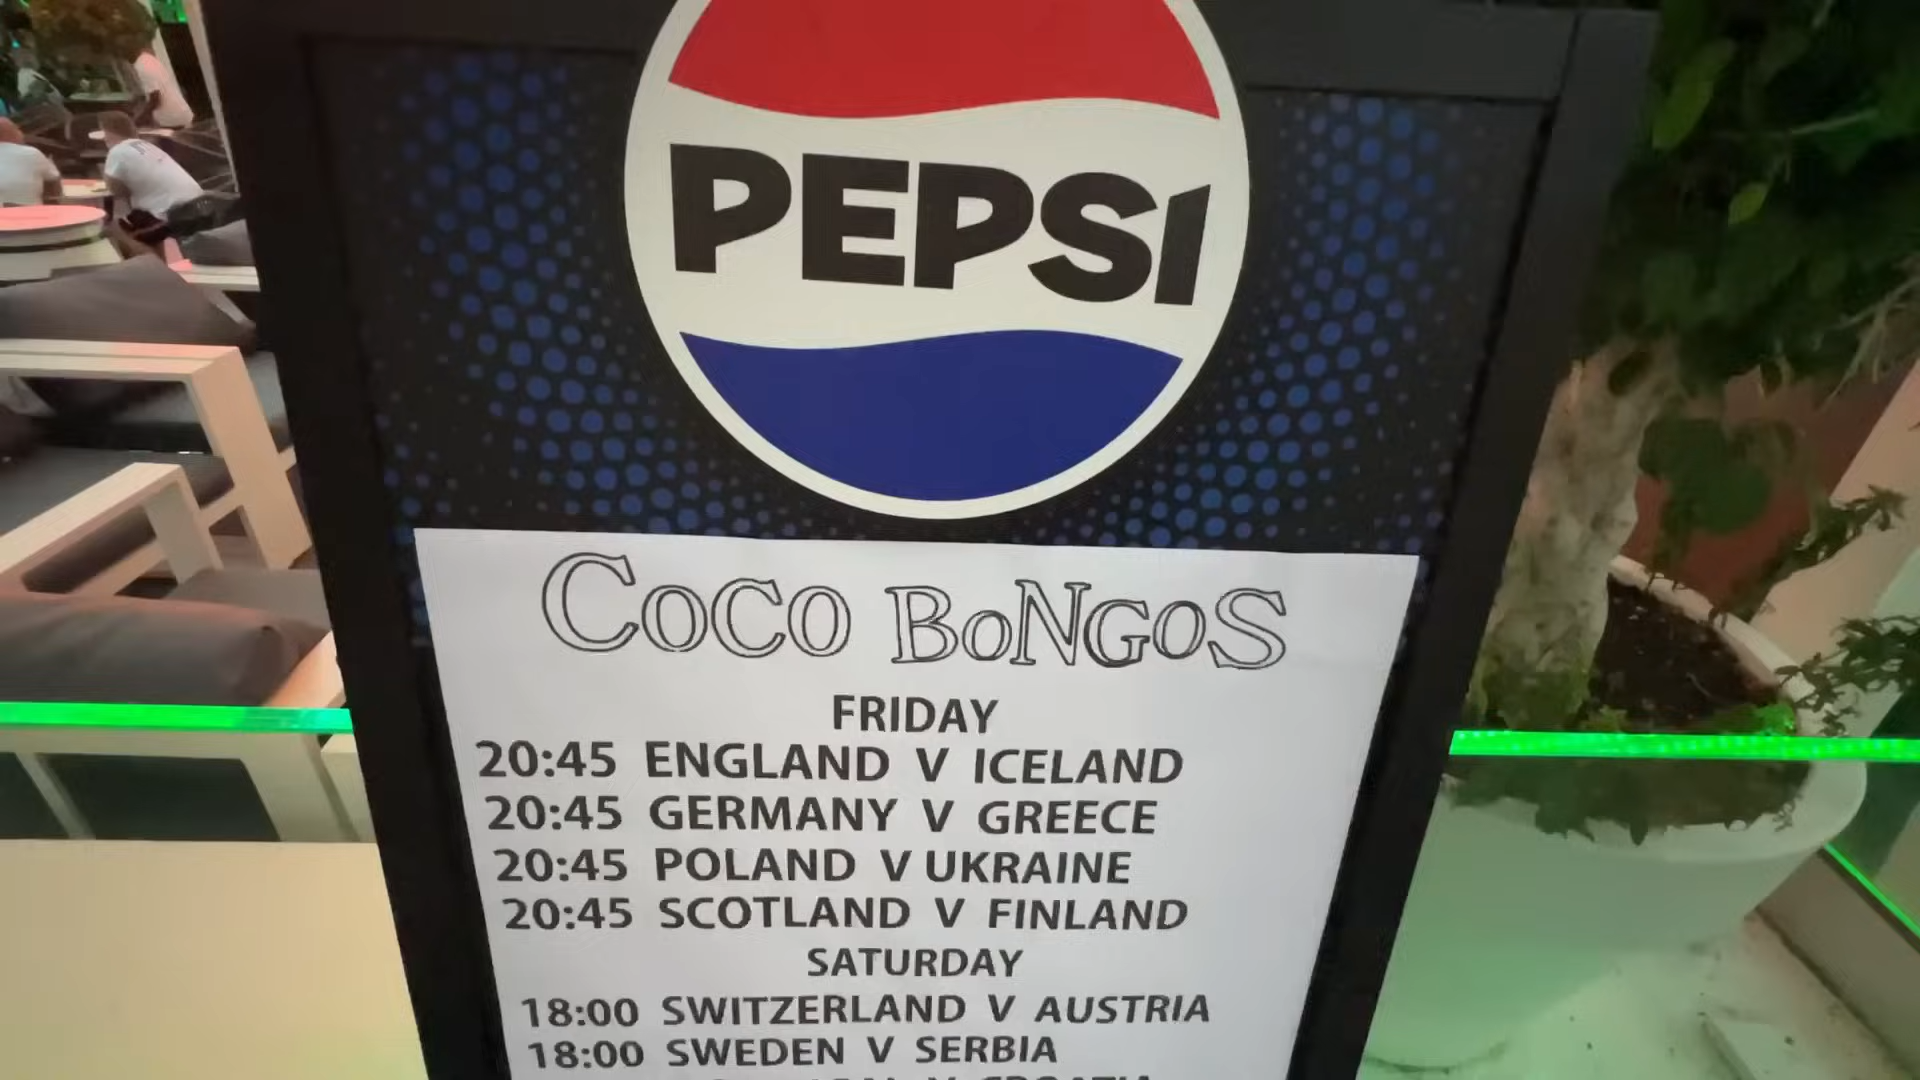 PEPSI
COCO BONGOS
FRIDAY
20:45 ENGLAND V ICELAND
20:45 GERMANY V GREECE
20:45 POLAND V UKRAINE
20:45 SCOTLAND V FINLAND
SATURDAY
18:00 SWITZERLAND V AUSTRIA
18:00 SWEDEN V SERBIA
V CROATIA